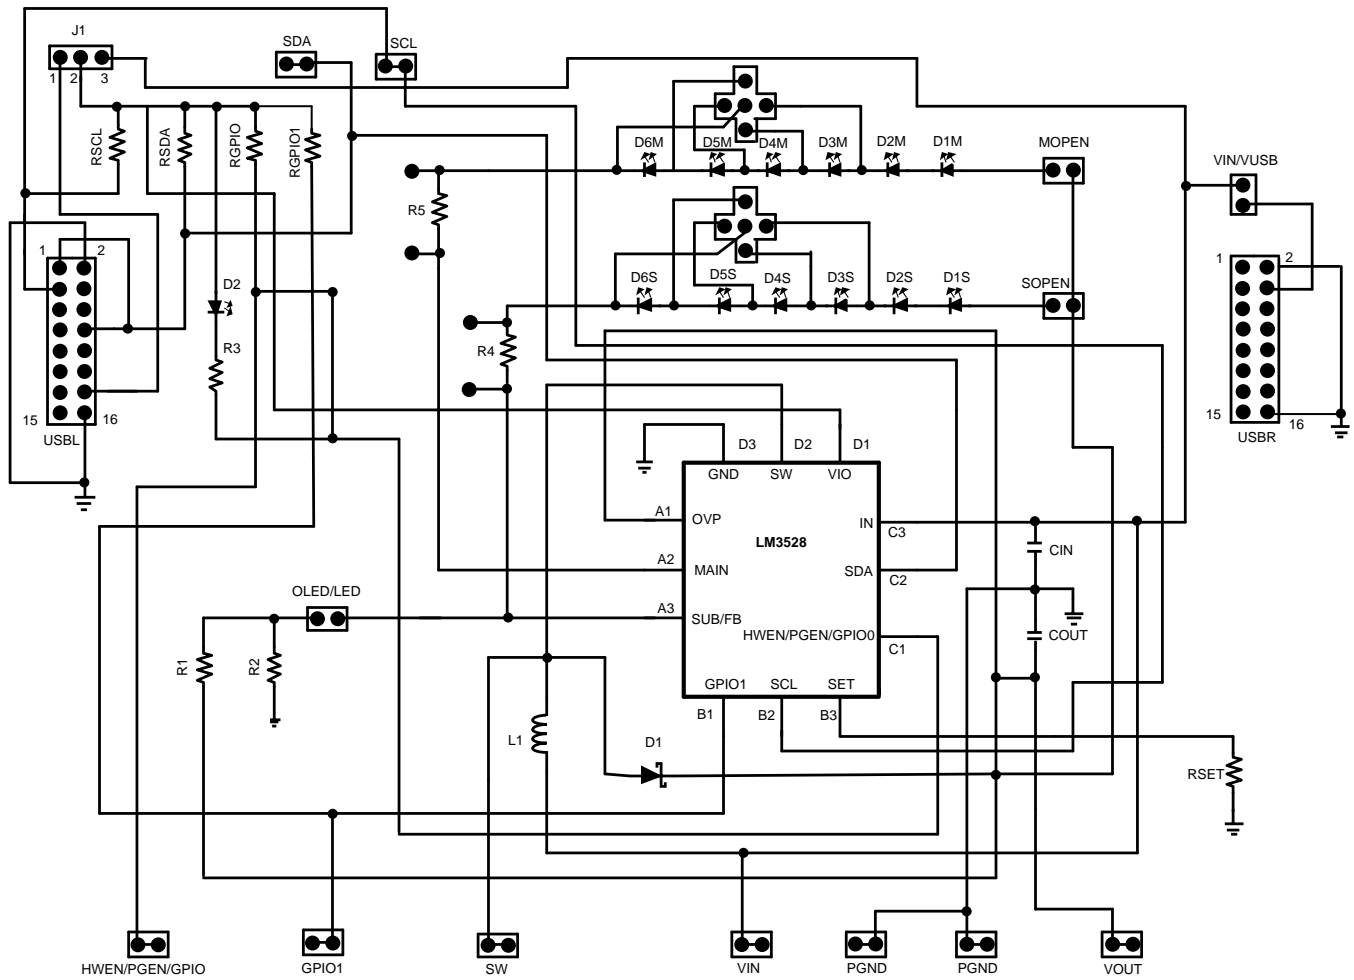 J1
SDA
SCL
1 2 3
RSCL
RSDA
RGPIO
RGPIO1
D6M
D5M
D4M
D3M
D2M
D1M
MOPEN
VIN/VUSB
R5
1
2
D2
D6S
D5S
D4S
D3S
D2S
D1S
SOPEN
1
2
R3
R4
15
16
USBL
15
16
USBR
D3
D2
D1
GND
SW
VIO
A1
OVP
IN
C3
LM3528
CIN
A2
MAIN
SDA
C2
OLED/LED
A3
SUB/FB
HWEN/PGEN/GPIO0
C1
COUT
R1
R2
GPIO1
SCL
SET
B1
B2
B3
L1
D1
RSET
HWEN/PGEN/GPIO
GPIO1
SW
VIN
PGND
PGND
VOUT